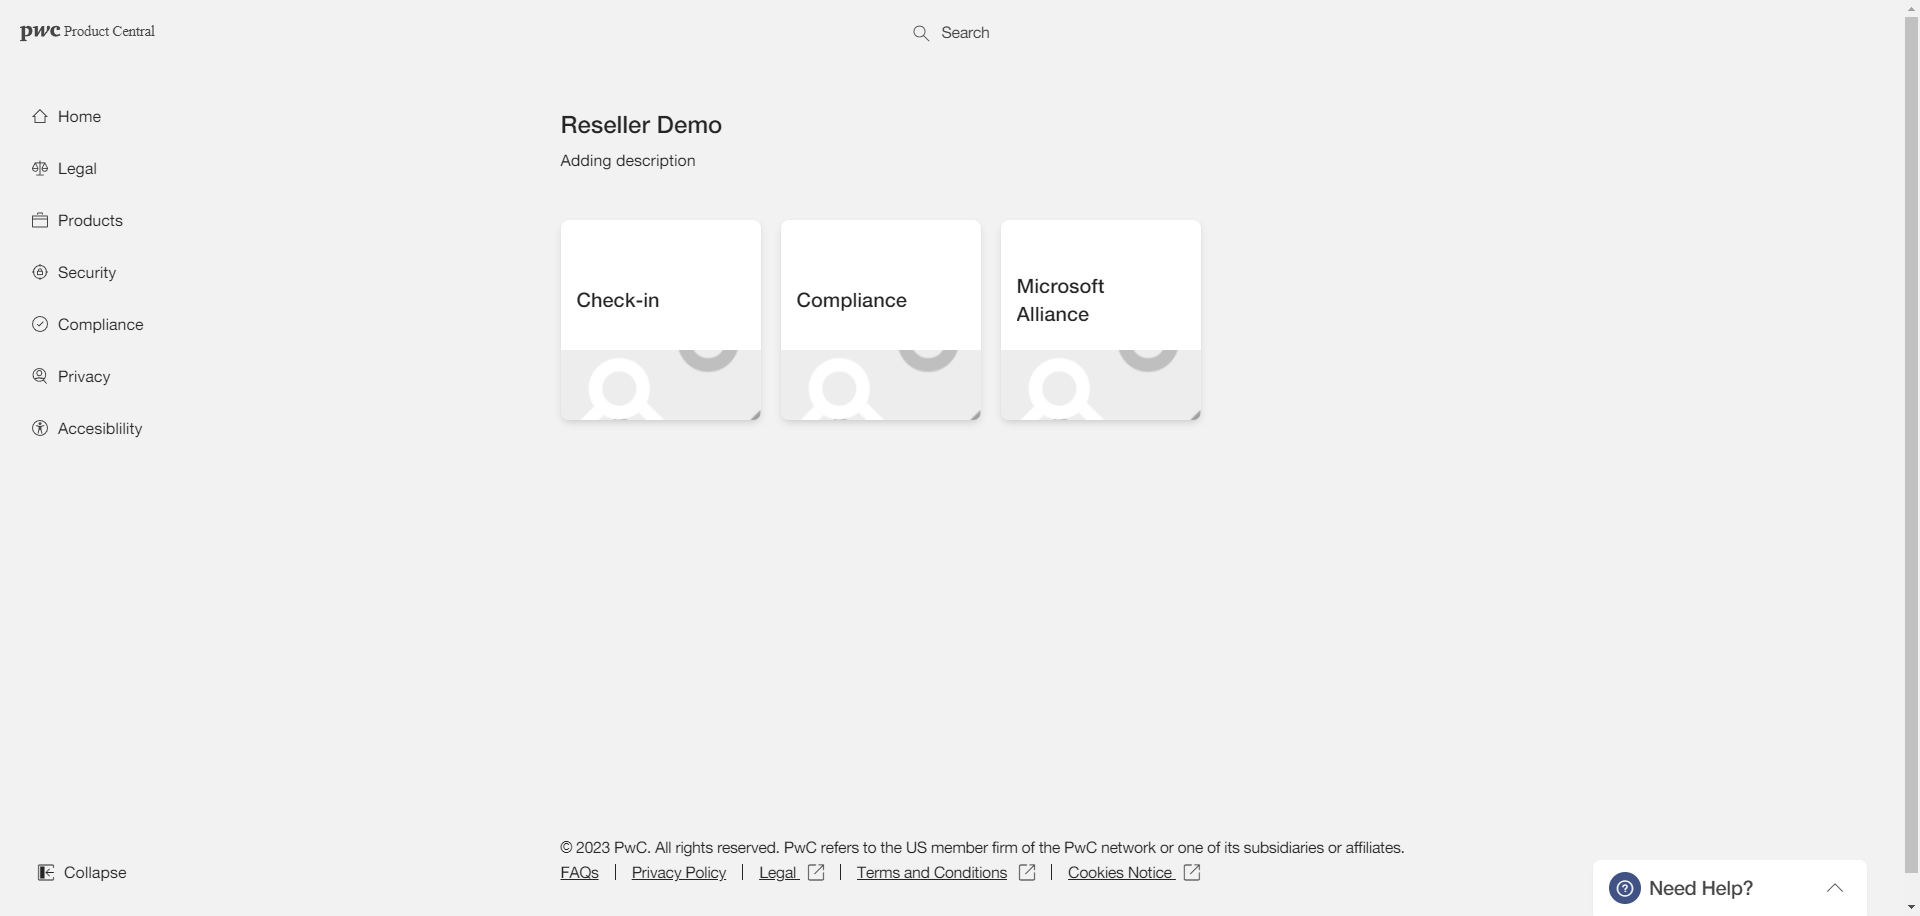 pwc Product Central
Search
Home
Legal
Products
Security
Compliance
Privacy
Accesiblility
Reseller Demo
Adding description
Check-in
Compliance
Microsoft
Alliance
© 2023 PwC. All rights reserved. PwC refers to the US member firm of the PwC network or one of its subsidiaries or affiliates.
FAQs | Privacy Policy | Legal | Terms and Conditions | Cookies Notice
Collapse
Need Help?